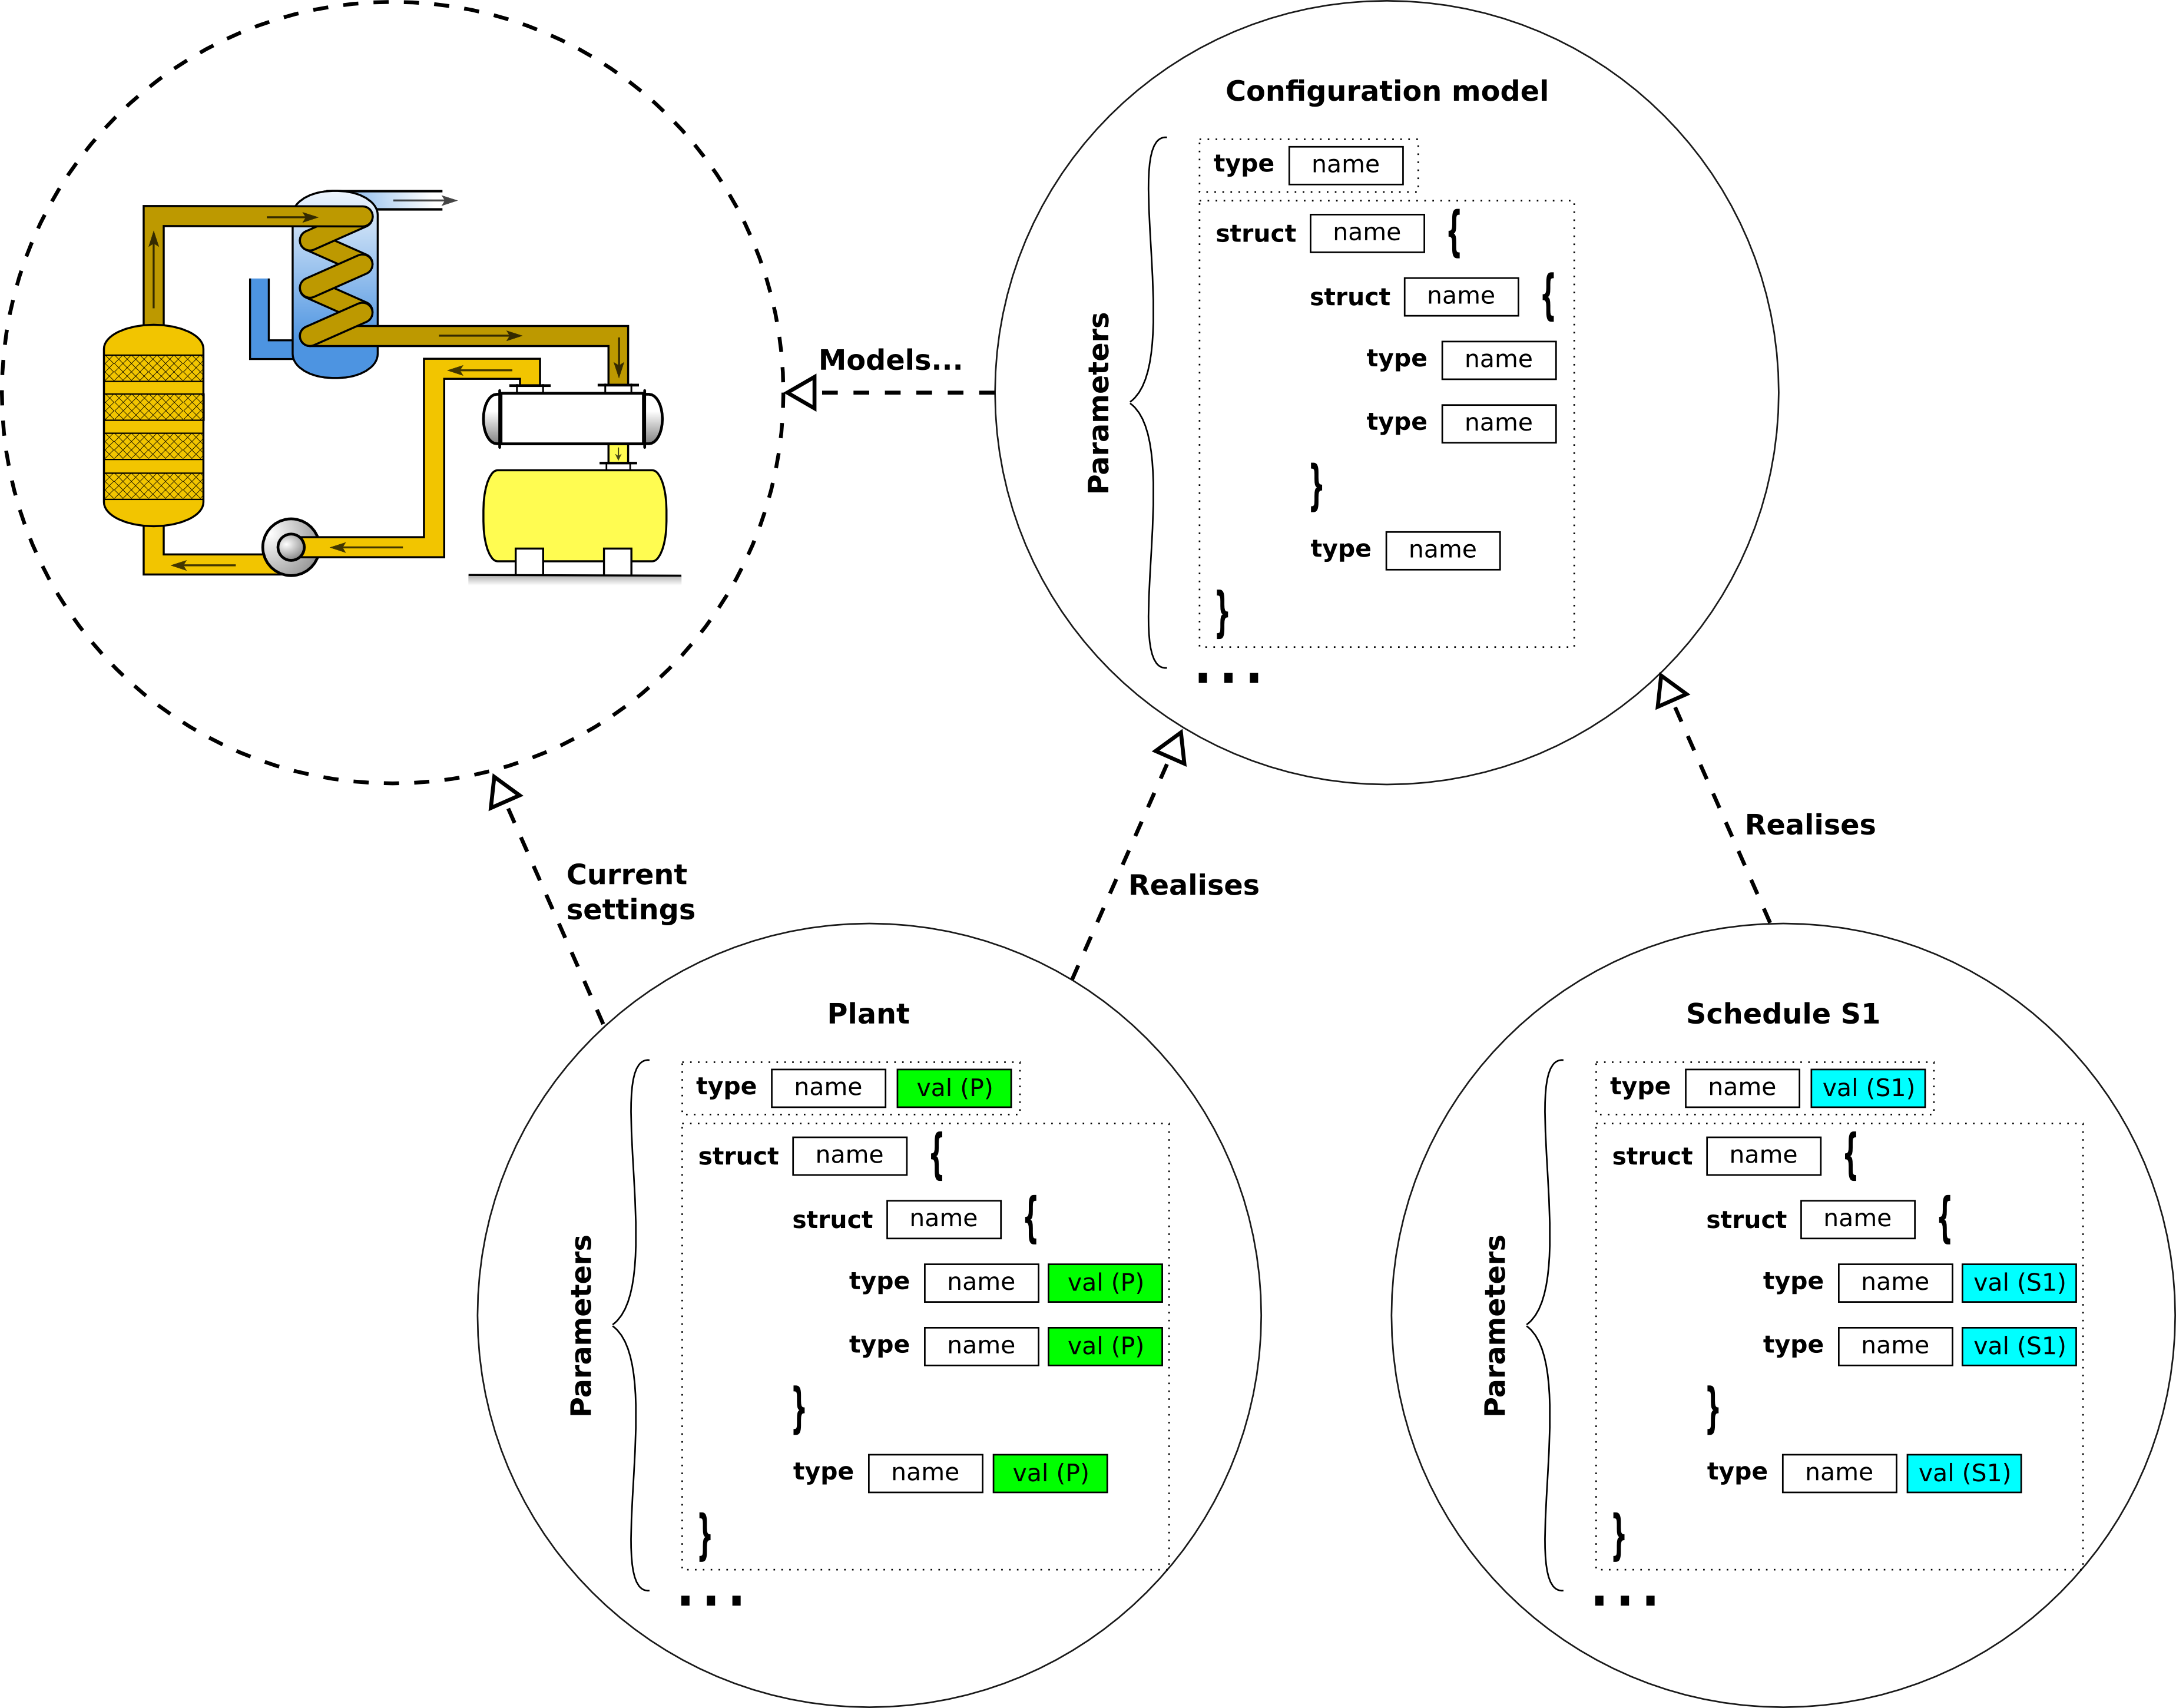 Configuration model
Parameters
type name
struct name {
struct name {
type name
type name
}
type name
}
...
Models...
Current
settings
Realises
Realises
Plant
Parameters
type name val (P)
struct name {
struct name {
type name val (P)
type name val (P)
}
type name val (P)
}
...
Schedule S1
Parameters
type name val (S1)
struct name {
struct name {
type name val (S1)
type name val (S1)
}
type name val (S1)
}
...